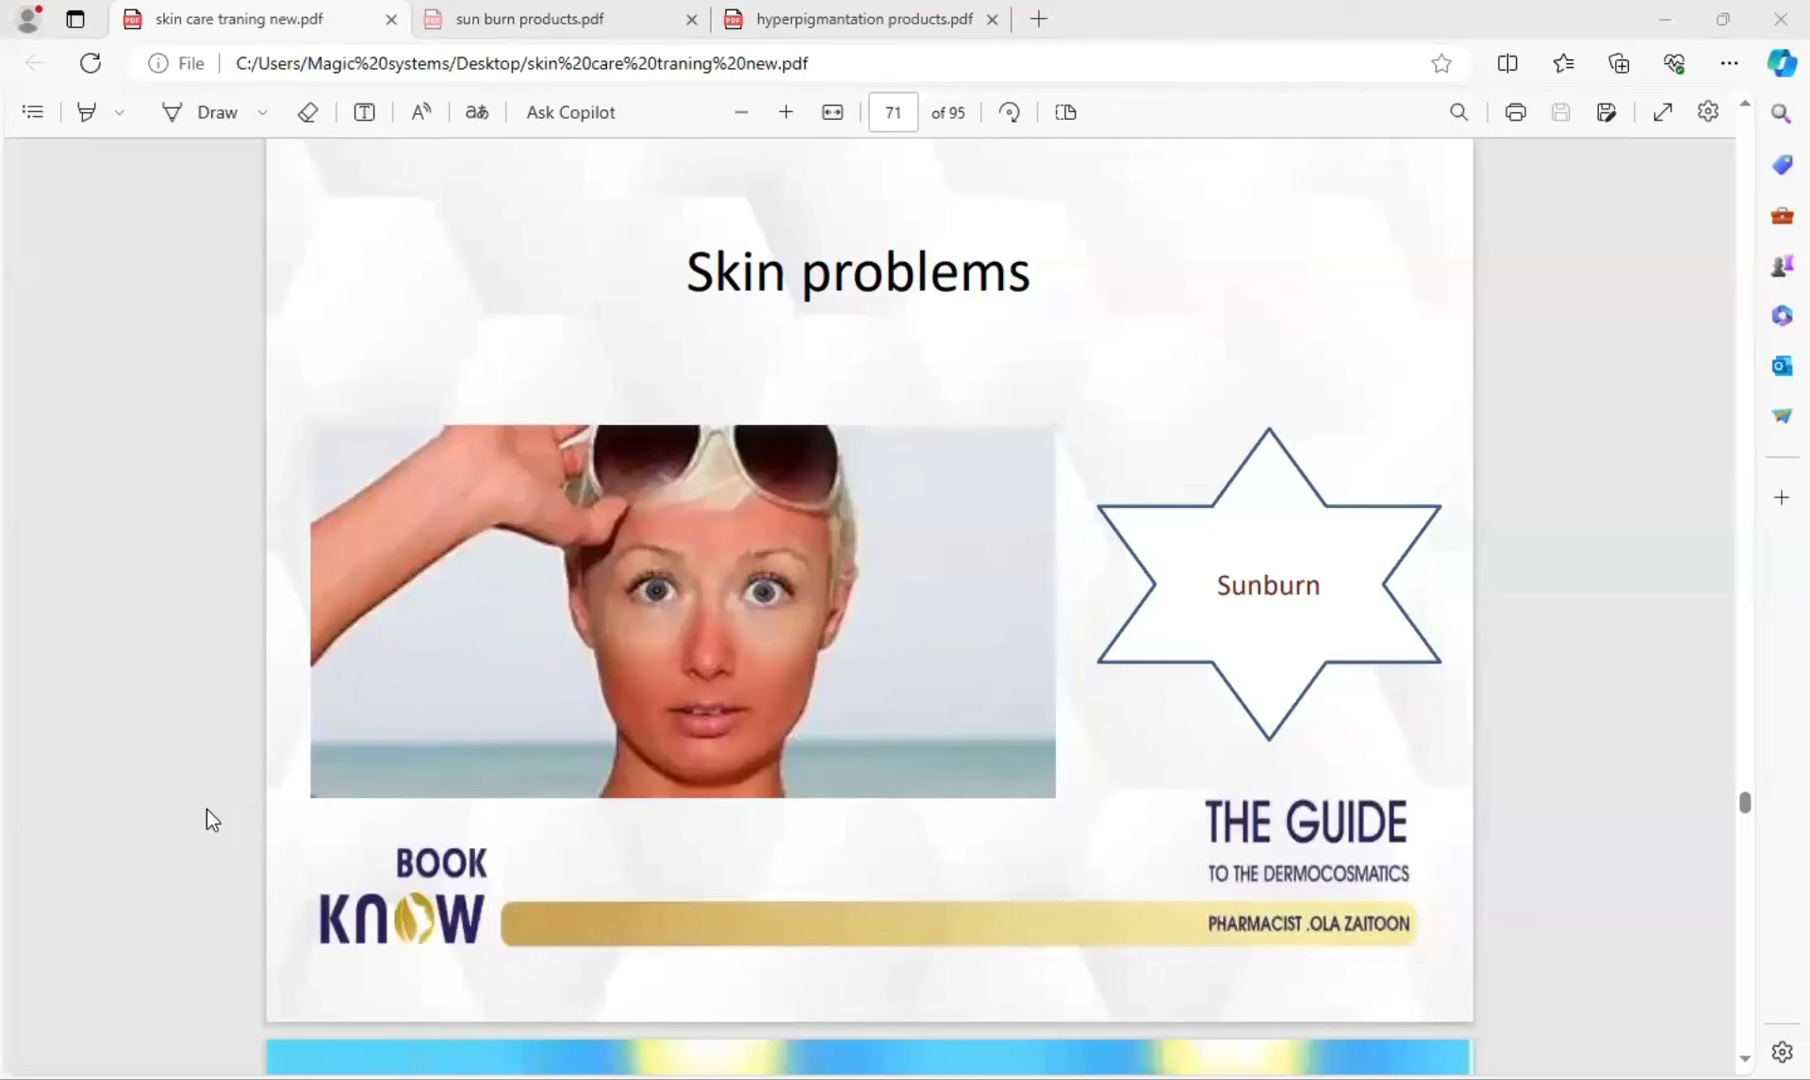 skin care traning new.pdf
sun burn products.pdf
hyperpigmantation products.pdf
File
C:/Users/Magic%20systems/Desktop/skin%20care%20traning%20new.pdf
Draw
Ask Copilot
71 of 95
Skin problems
Sunburn
THE GUIDE
TO THE DERMOCOSMATICS
PHARMACIST .OLA ZAITOON
BOOK
KNOW